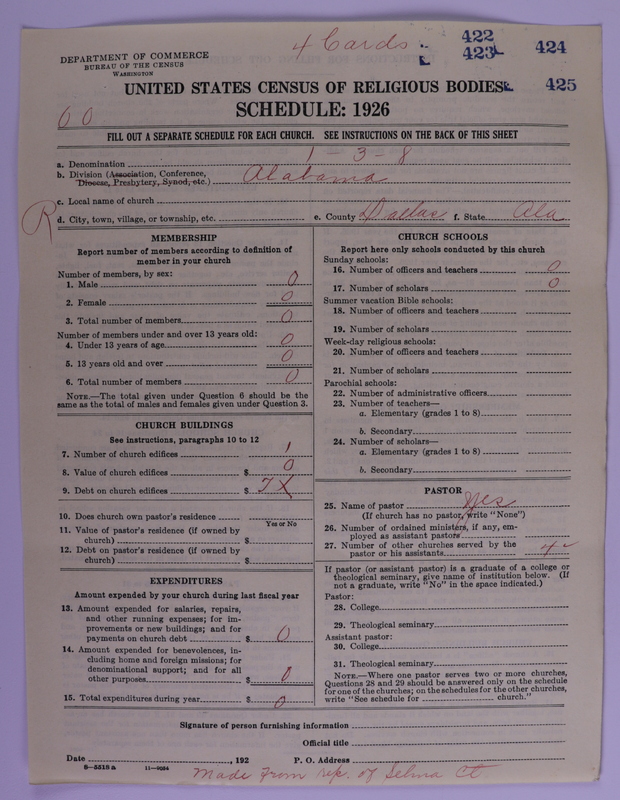 4 Cards
422
423
424
425
DEPARTMENT OF COMMERCE
BUREAU OF THE CENSUS
WASHINGTON
UNITED STATES CENSUS OF RELIGIOUS BODIES
SCHEDULE: 1926
00
FILL OUT A SEPARATE SCHEDULE FOR EACH CHURCH. SEE INSTRUCTIONS ON THE BACK OF THIS SHEET
a. Denomination 1-3-8
b. Division (Association, Conference, Diocese, Presbytery, Synod, etc.) Alabama
c. Local name of church
R
d. City, town, village, or township, etc. e. County Dallas f. State Ala
MEMBERSHIP
Report number of members according to definition of
member in your church
Number of members, by sex:
1. Male 0
2. Female 0
3. Total number of members 0
Number of members under and over 13 years old:
4. Under 13 years of age 0
5. 13 years old and over 0
6. Total number of members 0
NOTE.—The total given under Question 6 should be the
same as the total of males and females given under Question 3.
CHURCH BUILDINGS
See instructions, paragraphs 10 to 12
7. Number of church edifices 1
8. Value of church edifices $ 0
9. Debt on church edifices $ 7X
10. Does church own pastor's residence
Yes or No
11. Value of pastor's residence (if owned by
church) $
12. Debt on pastor's residence (if owned by
church) $
EXPENDITURES
Amount expended by your church during last fiscal year
13. Amount expended for salaries, repairs,
and other running expenses; for im-
provements or new buildings; and for
payments on church debt $ 0
14. Amount expended for benevolences, in-
cluding home and foreign missions; for
denominational support; and for all
other purposes $ 0
15. Total expenditures during year $ 0
CHURCH SCHOOLS
Report here only schools conducted by this church
Sunday schools:
16. Number of officers and teachers 0
17. Number of scholars 0
Summer vacation Bible schools:
18. Number of officers and teachers
19. Number of scholars
Week-day religious schools:
20. Number of officers and teachers
21. Number of scholars
Parochial schools:
22. Number of administrative officers
23. Number of teachers—
a. Elementary (grades 1 to 8)
b. Secondary
24. Number of scholars—
a. Elementary (grades 1 to 8)
b. Secondary
PASTOR
25. Name of pastor Yes
(If church has no pastor, write "None")
26. Number of ordained ministers, if any, em-
ployed as assistant pastors
27. Number of other churches served by the
pastor or his assistants 4
If pastor (or assistant pastor) is a graduate of a college or
theological seminary, give name of institution below. (If
not a graduate, write "No" in the space indicated.)
Pastor:
28. College
29. Theological seminary
Assistant pastor:
30. College
31. Theological seminary
NOTE.—Where one pastor serves two or more churches,
Questions 28 and 29 should be answered only on the schedule
for one of the churches; on the schedules for the other churches,
write "See schedule for church."
Signature of person furnishing information
Official title
Date , 192 P. O. Address
6-5518 a 11-9034
Made from rep. of Selma Ct